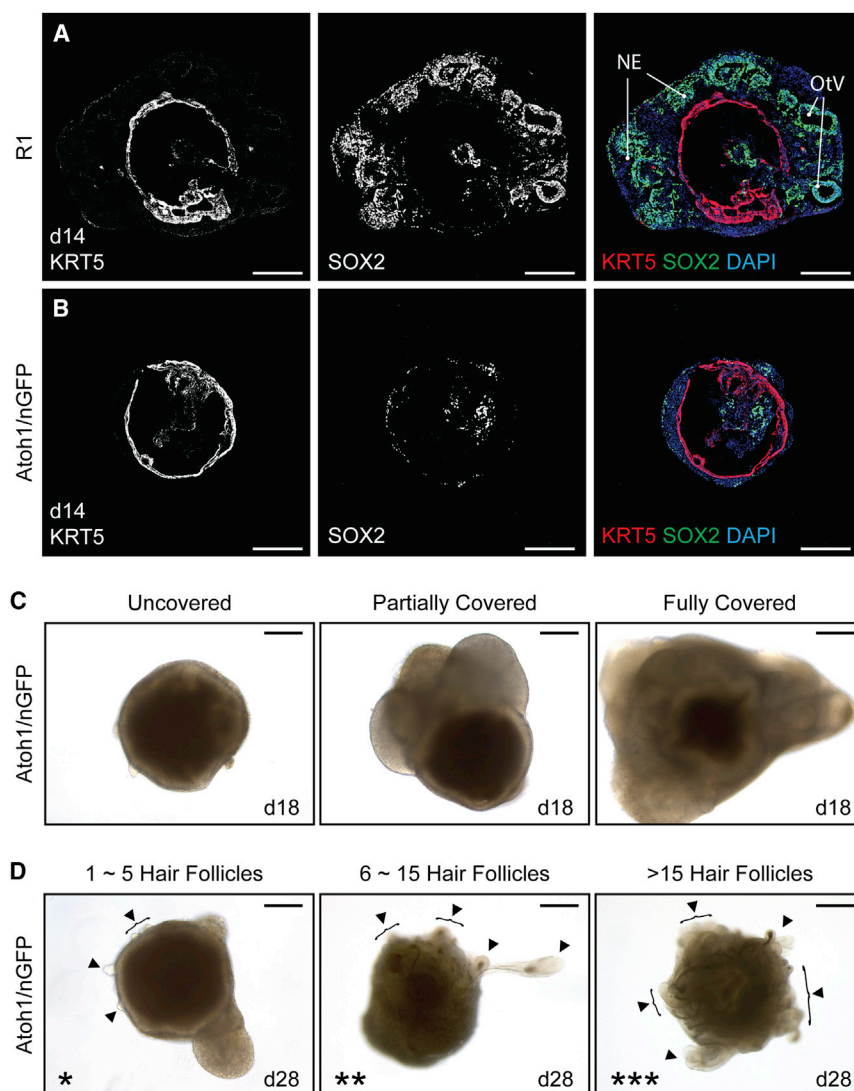 A
R1
d14
KRT5
SOX2
NE
OtV
KRT5 SOX2 DAPI
B
Atoh1/nGFP
d14
KRT5
SOX2
KRT5 SOX2 DAPI
C
Uncovered
Partially Covered
Fully Covered
Atoh1/nGFP
d18
d18
d18
D
1 ~ 5 Hair Follicles
6 ~ 15 Hair Follicles
>15 Hair Follicles
Atoh1/nGFP
*
d28
**
d28
***
d28